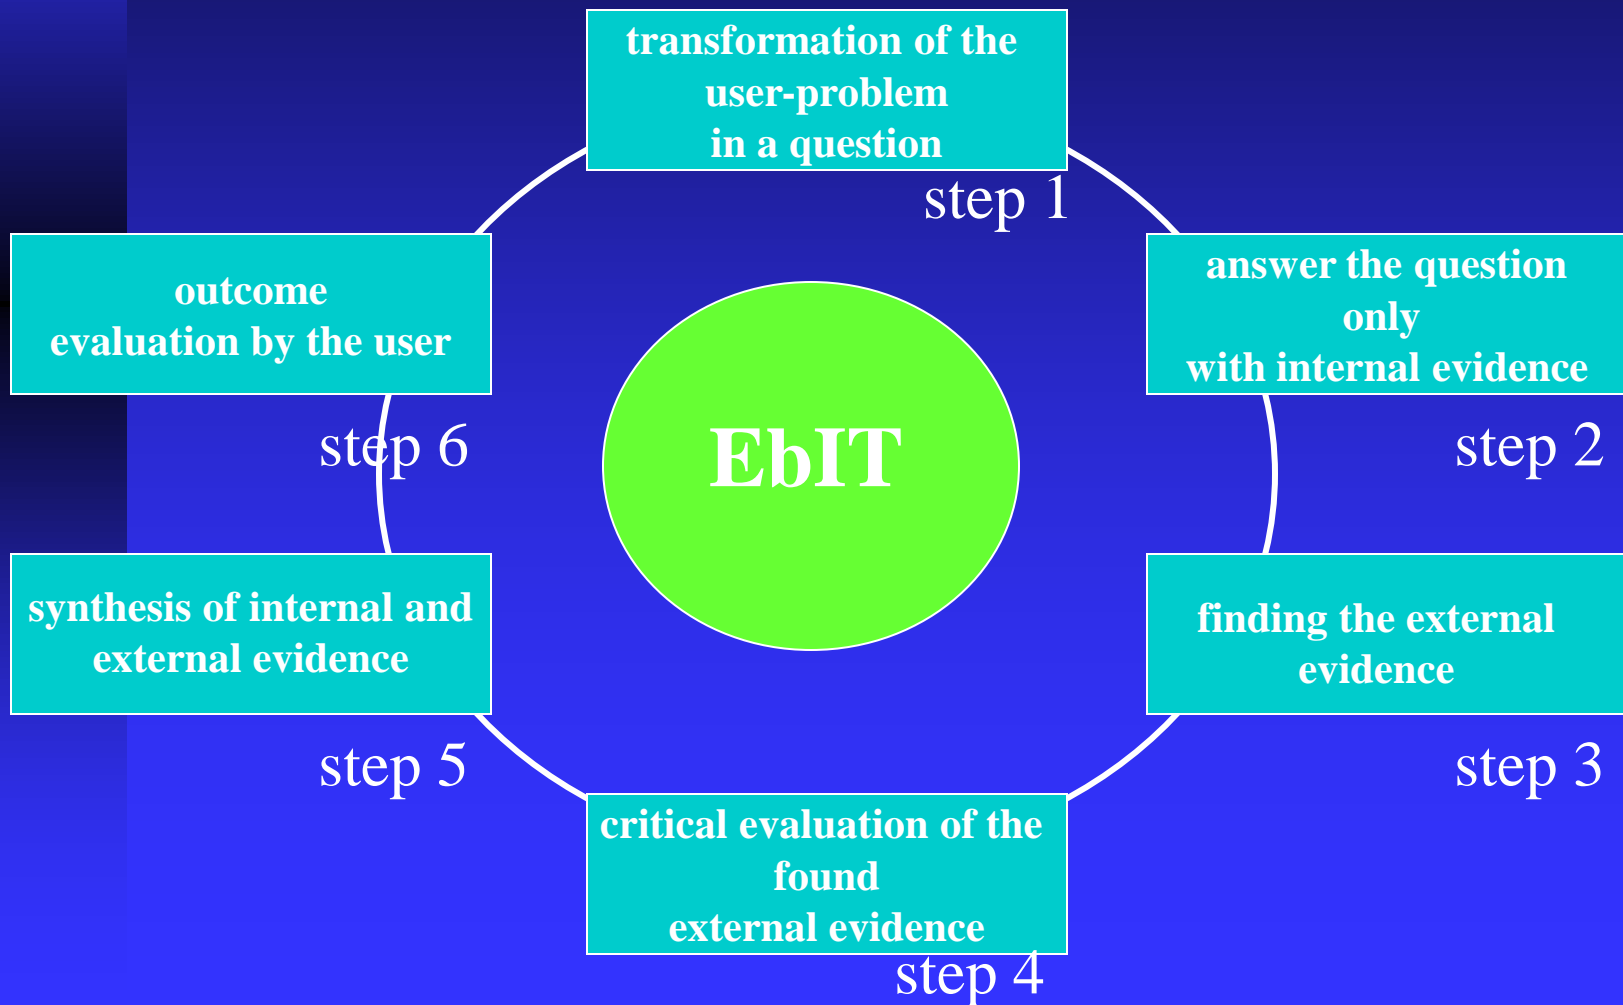 transformation of the
user-problem
in a question
step 1
answer the question
only
with internal evidence
step 2
finding the external
evidence
step 3
critical evaluation of the
found
external evidence
step 4
synthesis of internal and
external evidence
step 5
outcome
evaluation by the user
step 6
EbIT